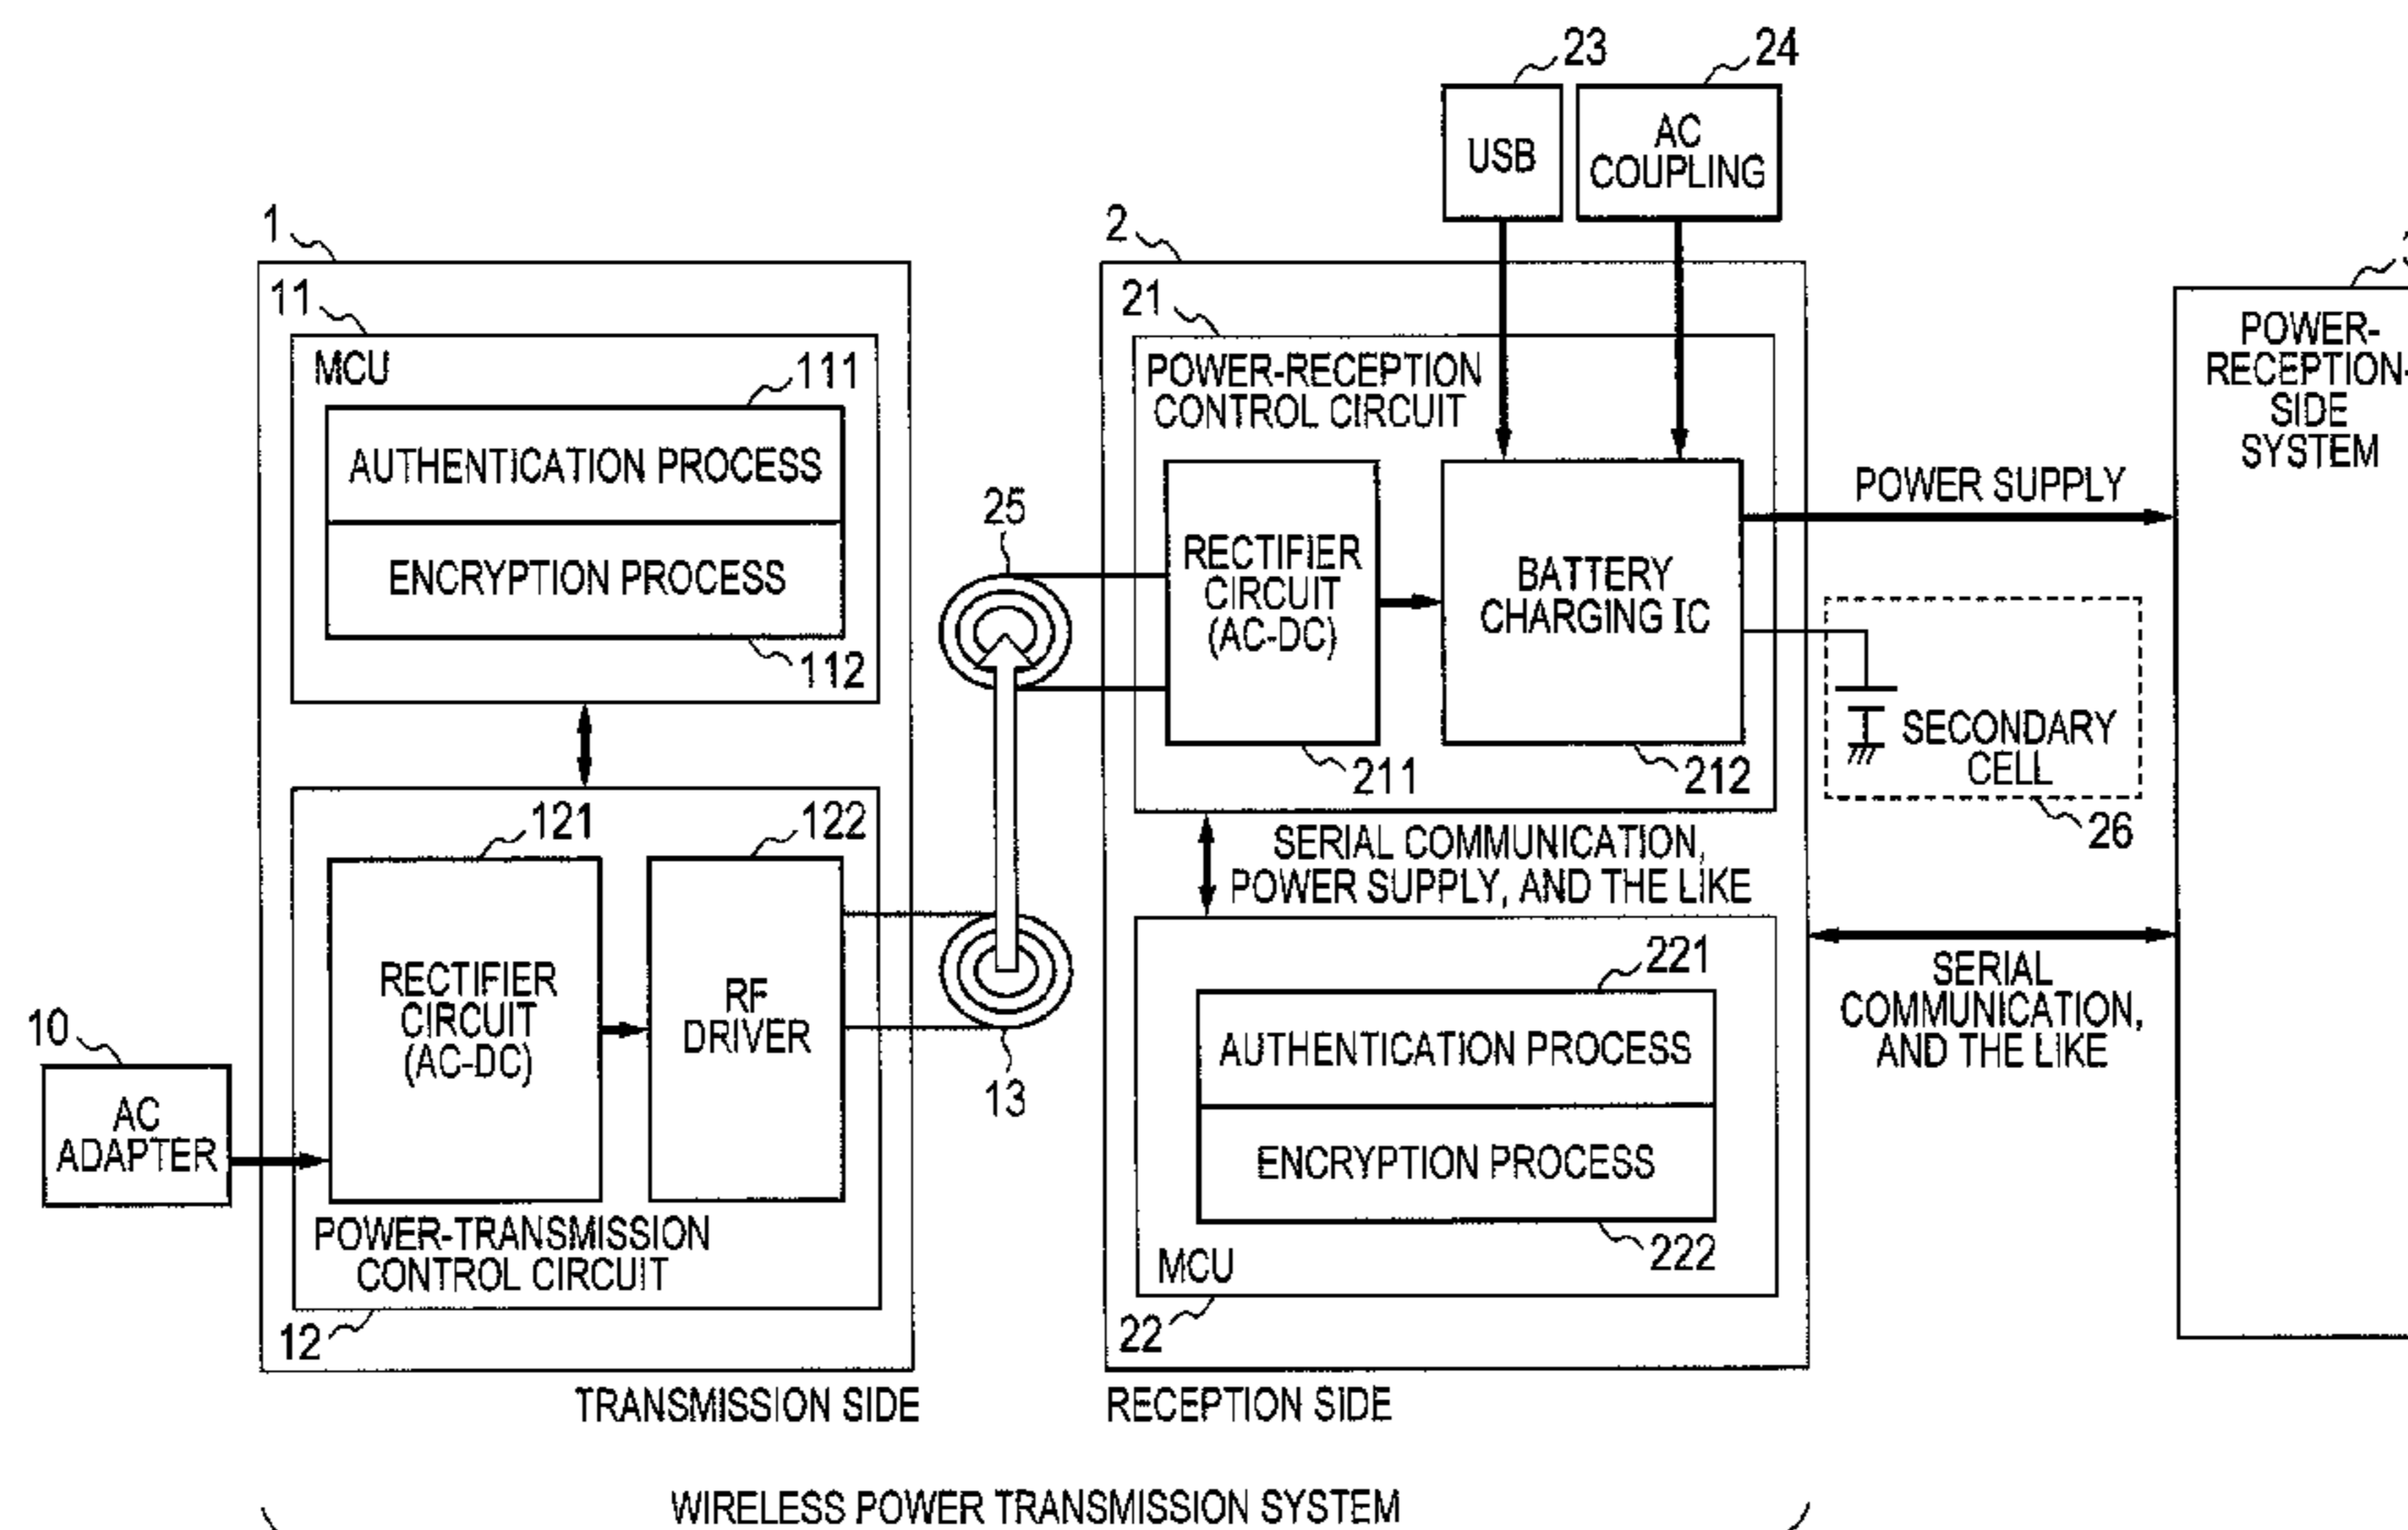 23
24
USB
AC
COUPLING
1
2
11
MCU
111
AUTHENTICATION PROCESS
ENCRYPTION PROCESS
112
21
POWER-RECEPTION
CONTROL CIRCUIT
25
RECTIFIER
CIRCUIT
(AC-DC)
211
BATTERY
CHARGING IC
212
POWER-
RECEPTION-
SIDE
SYSTEM
POWER SUPPLY
SECONDARY
CELL
26
121
122
RECTIFIER
CIRCUIT
(AC-DC)
RF
DRIVER
13
10
AC
ADAPTER
POWER-TRANSMISSION
CONTROL CIRCUIT
12
SERIAL COMMUNICATION,
POWER SUPPLY, AND THE LIKE
221
AUTHENTICATION PROCESS
ENCRYPTION PROCESS
222
MCU
22
SERIAL
COMMUNICATION,
AND THE LIKE
TRANSMISSION SIDE
RECEPTION SIDE
WIRELESS POWER TRANSMISSION SYSTEM